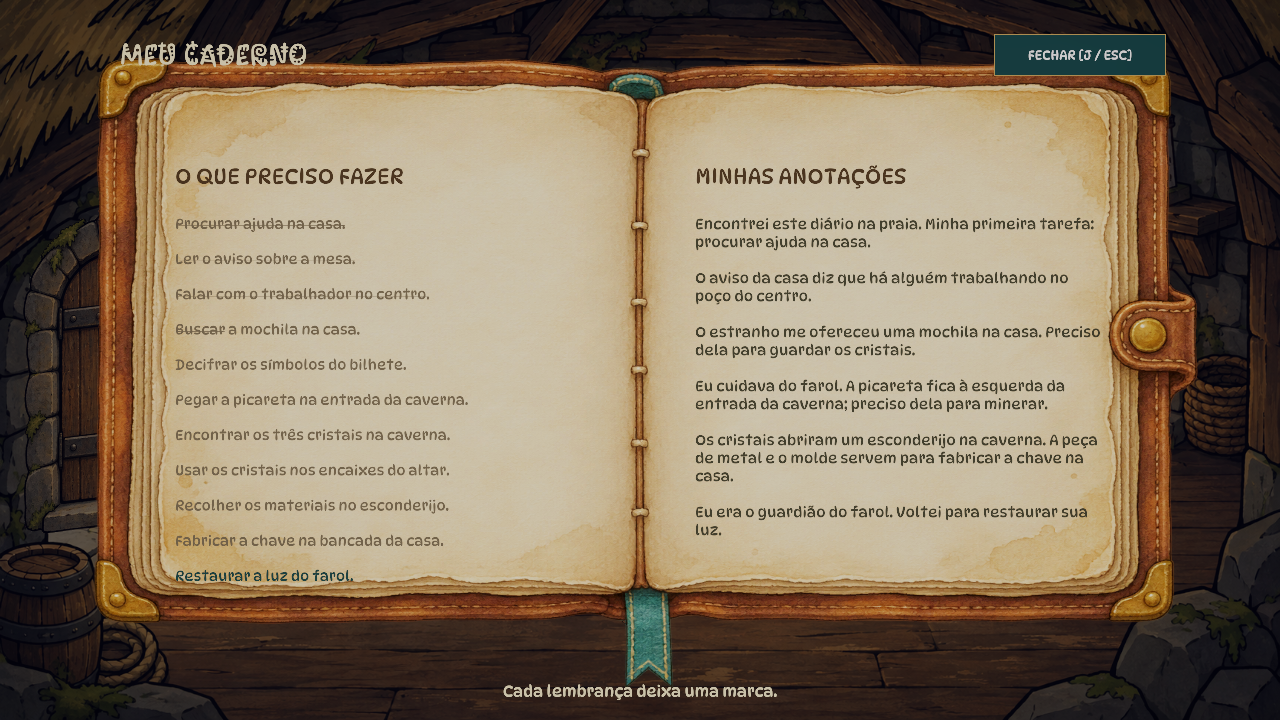 MEU CADERNO
FECHAR [J / ESC]
O QUE PRECISO FAZER
Procurar ajuda na casa.
Ler o aviso sobre a mesa.
Falar com o trabalhador no centro.
Buscar a mochila na casa.
Decifrar os símbolos do bilhete.
Pegar a picareta na entrada da caverna.
Encontrar os três cristais na caverna.
Usar os cristais nos encaixes do altar.
Recolher os materiais no esconderijo.
Fabricar a chave na bancada da casa.
Restaurar a luz do farol.
MINHAS ANOTAÇÕES
Encontrei este diário na praia. Minha primeira tarefa:
procurar ajuda na casa.
O aviso da casa diz que há alguém trabalhando no
poço do centro.
O estranho me ofereceu uma mochila na casa. Preciso
dela para guardar os cristais.
Eu cuidava do farol. A picareta fica à esquerda da
entrada da caverna; preciso dela para minerar.
Os cristais abriram um esconderijo na caverna. A peça
de metal e o molde servem para fabricar a chave na
casa.
Eu era o guardião do farol. Voltei para restaurar sua
luz.
Cada lembrança deixa uma marca.